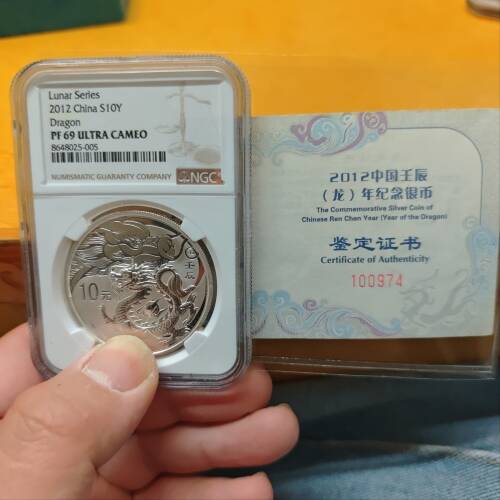 Lunar Series
2012 China S10Y
Dragon
PF 69 ULTRA CAMEO
8648025-005
NUMISMATIC GUARANTY COMPANY
NGC
10元
壬辰
2012中国壬辰
（龙）年纪念银币
The Commemorative Silver Coin of
Chinese Ren Chen Year (Year of the Dragon)
鉴定证书
Certificate of Authenticity
100974